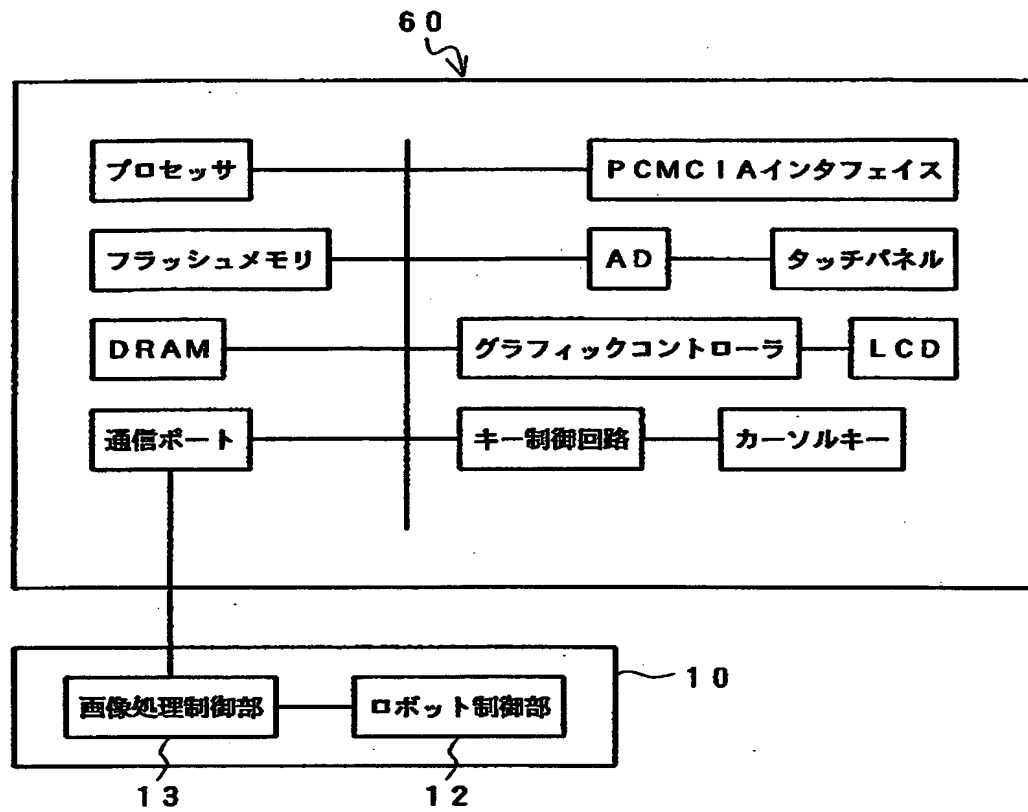 60
プロセッサ
PCMCIAインタフェイス
フラッシュメモリ
AD
タッチパネル
DRAM
グラフィックコントローラ
LCD
通信ポート
キー制御回路
カーソルキー
10
画像処理制御部
ロボット制御部
13
12